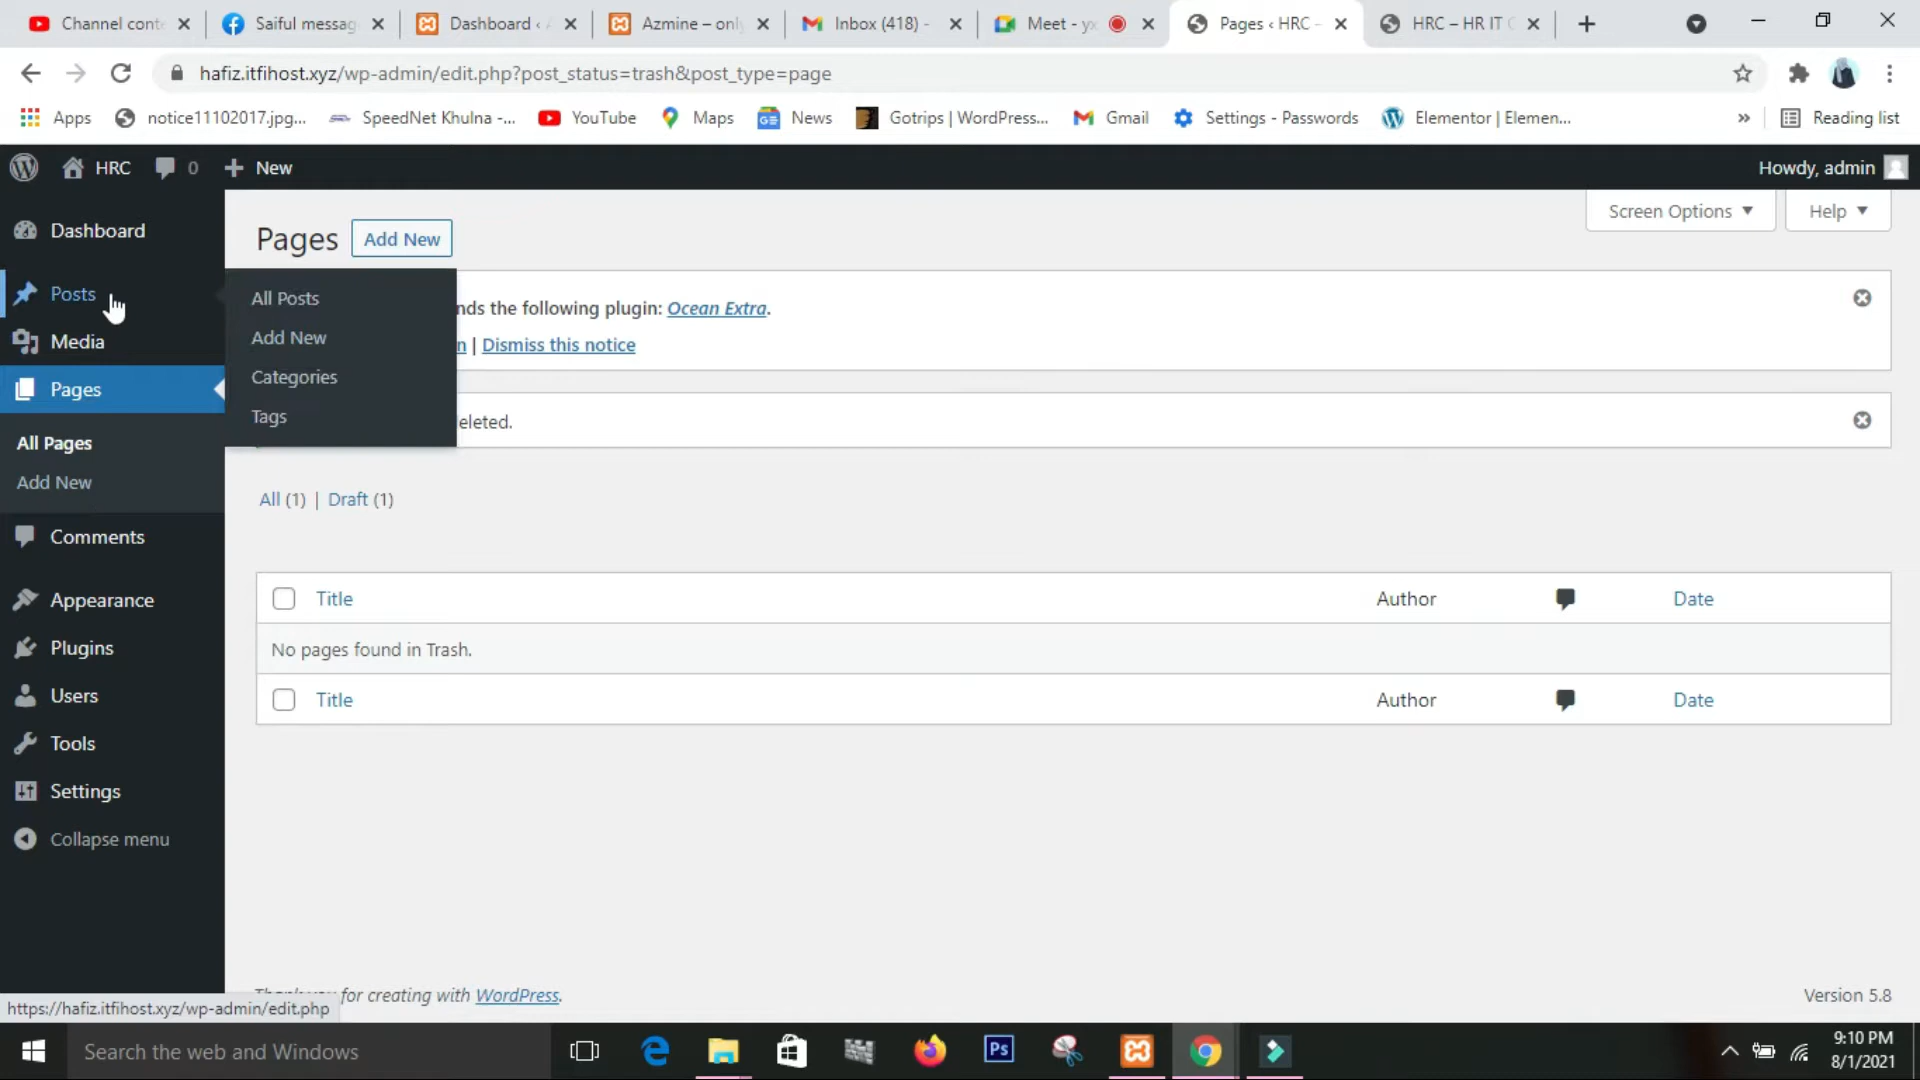 Channel conte
Saiful messag
Dashboard ‹ A
Azmine – only
Inbox (418) -
Meet - yx
Pages ‹ HRC –
HRC – HR IT C
hafiz.itfihost.xyz/wp-admin/edit.php?post_status=trash&post_type=page
Apps
notice11102017.jpg...
SpeedNet Khulna -...
YouTube
Maps
News
Gotrips | WordPress...
Gmail
Settings - Passwords
Elementor | Elemen...
»
Reading list
HRC
0
New
Howdy, admin
Screen Options
Help
Dashboard
Posts
Media
Pages
All Pages
Add New
Comments
Appearance
Plugins
Users
Tools
Settings
Collapse menu
Pages
Add New
All Posts
Add New
Categories
Tags
nds the following plugin: Ocean Extra.
n | Dismiss this notice
eleted.
All (1) | Draft (1)
Title Author Date
No pages found in Trash.
Title Author Date
for creating with WordPress.
Version 5.8
https://hafiz.itfihost.xyz/wp-admin/edit.php
Search the web and Windows
Ps
9:10 PM
8/1/2021